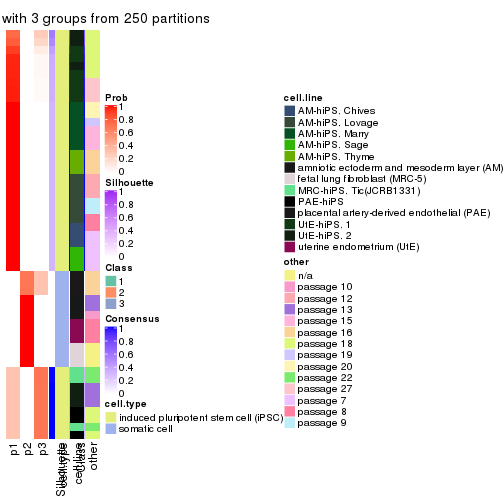 with 3 groups from 250 partitions
Prob
1
0.8
0.6
0.4
0.2
0
Silhouette
1
0.8
0.6
0.4
0.2
0
Class
1
2
3
Consensus
1
0.8
0.6
0.4
0.2
0
cell.type
induced pluripotent stem cell (iPSC)
somatic cell
cell.line
AM-hiPS. Chives
AM-hiPS. Lovage
AM-hiPS. Marry
AM-hiPS. Sage
AM-hiPS. Thyme
amniotic ectoderm and mesoderm layer (AM)
fetal lung fibroblast (MRC-5)
MRC-hiPS. Tic(JCRB1331)
PAE-hiPS
placental artery-derived endothelial (PAE)
UtE-hiPS. 1
UtE-hiPS. 2
uterine endometrium (UtE)
other
n/a
passage 10
passage 12
passage 13
passage 15
passage 16
passage 18
passage 19
passage 20
passage 22
passage 27
passage 7
passage 8
passage 9
p1
p2
p3
Silhouette
cell.type
cell.line
Class
other